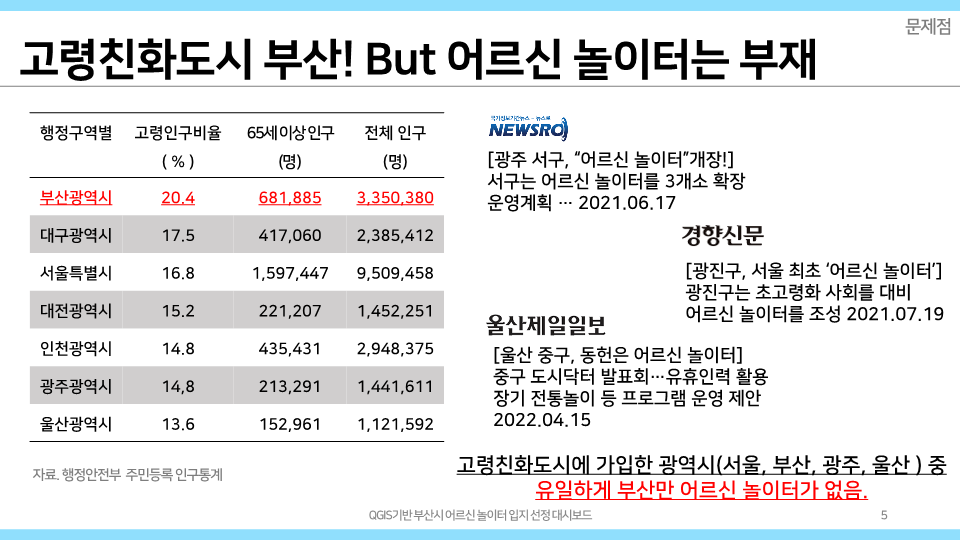 문제점
고령친화도시 부산! But 어르신 놀이터는 부재
행정구역별 고령인구비율 65세이상인구 전체 인구
( % ) (명) (명)
부산광역시 20.4 681,885 3,350,380
대구광역시 17.5 417,060 2,385,412
서울특별시 16.8 1,597,447 9,509,458
대전광역시 15.2 221,207 1,452,251
인천광역시 14.8 435,431 2,948,375
광주광역시 14,8 213,291 1,441,611
울산광역시 13.6 152,961 1,121,592
자료. 행정안전부 주민등록 인구통계
NEWSRO
[광주 서구, “어르신 놀이터”개장!]
서구는 어르신 놀이터를 3개소 확장
운영계획 … 2021.06.17
경향신문
[광진구, 서울 최초 ‘어르신 놀이터’]
광진구는 초고령화 사회를 대비
어르신 놀이터를 조성 2021.07.19
울산제일일보
[울산 중구, 동헌은 어르신 놀이터]
중구 도시닥터 발표회…유휴인력 활용
장기 전통놀이 등 프로그램 운영 제안
2022.04.15
고령친화도시에 가입한 광역시(서울, 부산, 광주, 울산 ) 중
유일하게 부산만 어르신 놀이터가 없음.
QGIS기반 부산시 어르신 놀이터 입지 선정 대시보드
5